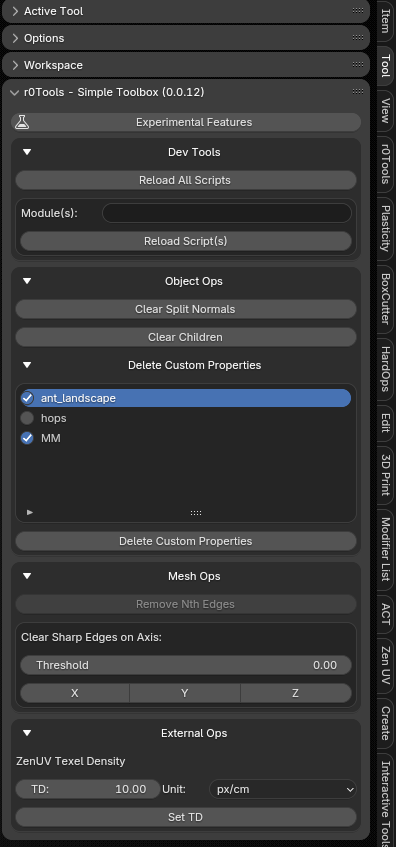 Active Tool
Options
Workspace
r0Tools - Simple Toolbox (0.0.12)
Experimental Features
Dev Tools
Reload All Scripts
Module(s):
Reload Script(s)
Object Ops
Clear Split Normals
Clear Children
Delete Custom Properties
ant_landscape
hops
MM
Delete Custom Properties
Mesh Ops
Remove Nth Edges
Clear Sharp Edges on Axis:
Threshold 0.00
X Y Z
External Ops
ZenUV Texel Density
TD: 10.00 Unit: px/cm
Set TD
Item
Tool
View
r0Tools
Plasticity
BoxCutter
HardOps
Edit
3D Print
Modifier List
ACT
Zen UV
Create
Interactive Tools